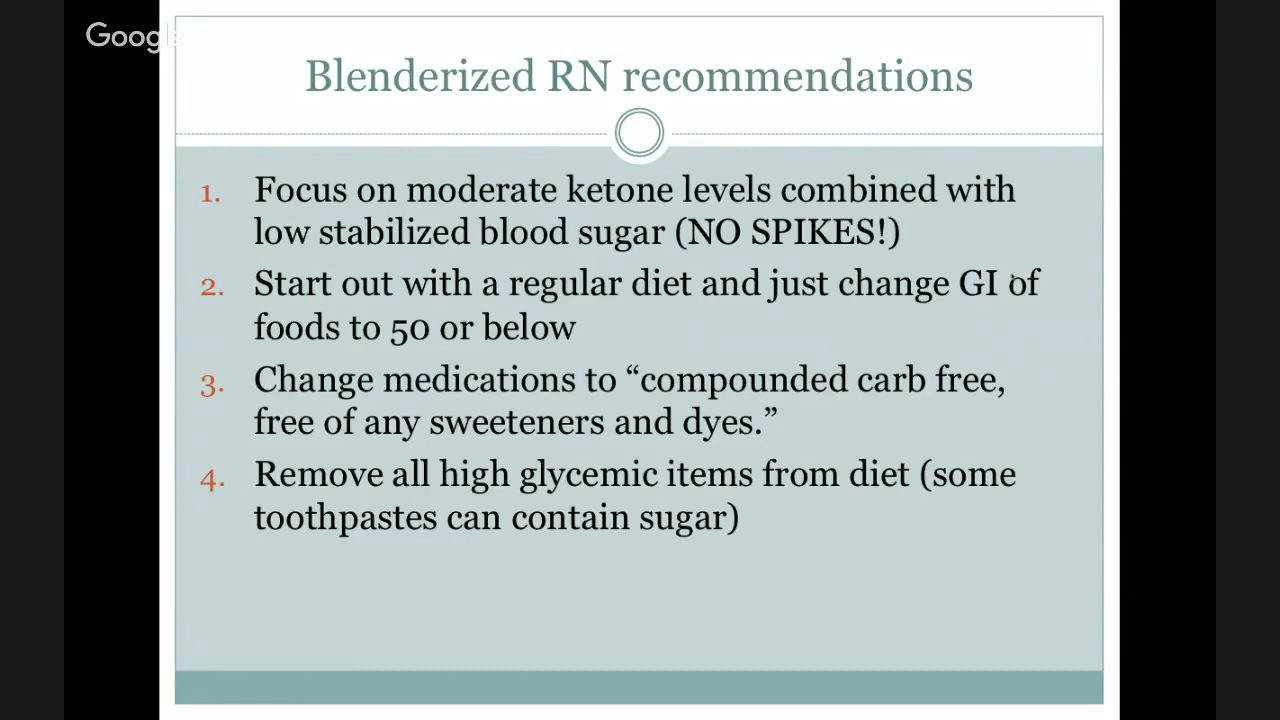 Google
Blenderized RN recommendations
1. Focus on moderate ketone levels combined with
low stabilized blood sugar (NO SPIKES!)
2. Start out with a regular diet and just change GI of
foods to 50 or below
3. Change medications to “compounded carb free,
free of any sweeteners and dyes.”
4. Remove all high glycemic items from diet (some
toothpastes can contain sugar)